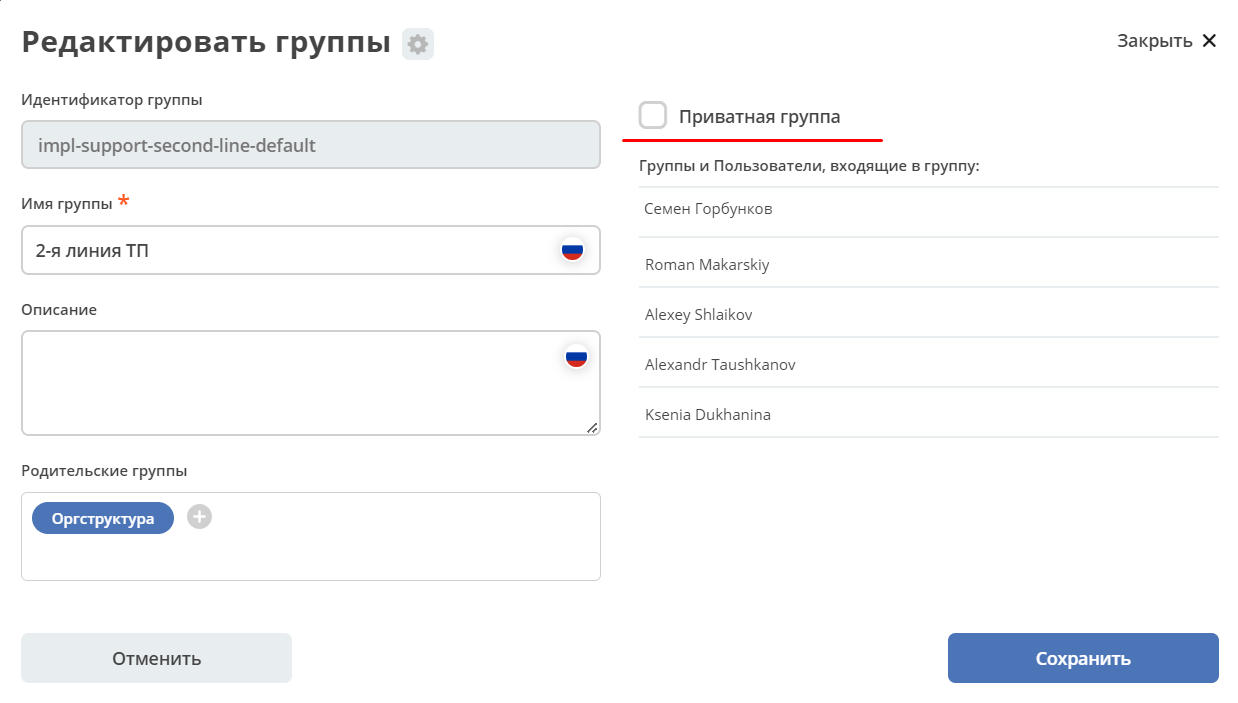 Редактировать группы
Закрыть
Идентификатор группы
impl-support-second-line-default
Имя группы *
2-я линия ТП
Описание
Родительские группы
Оргструктура
Приватная группа
Группы и Пользователи, входящие в группу:
Семен Горбунков
Roman Makarskiy
Alexey Shlaikov
Alexandr Taushkanov
Ksenia Dukhanina
Отменить
Сохранить